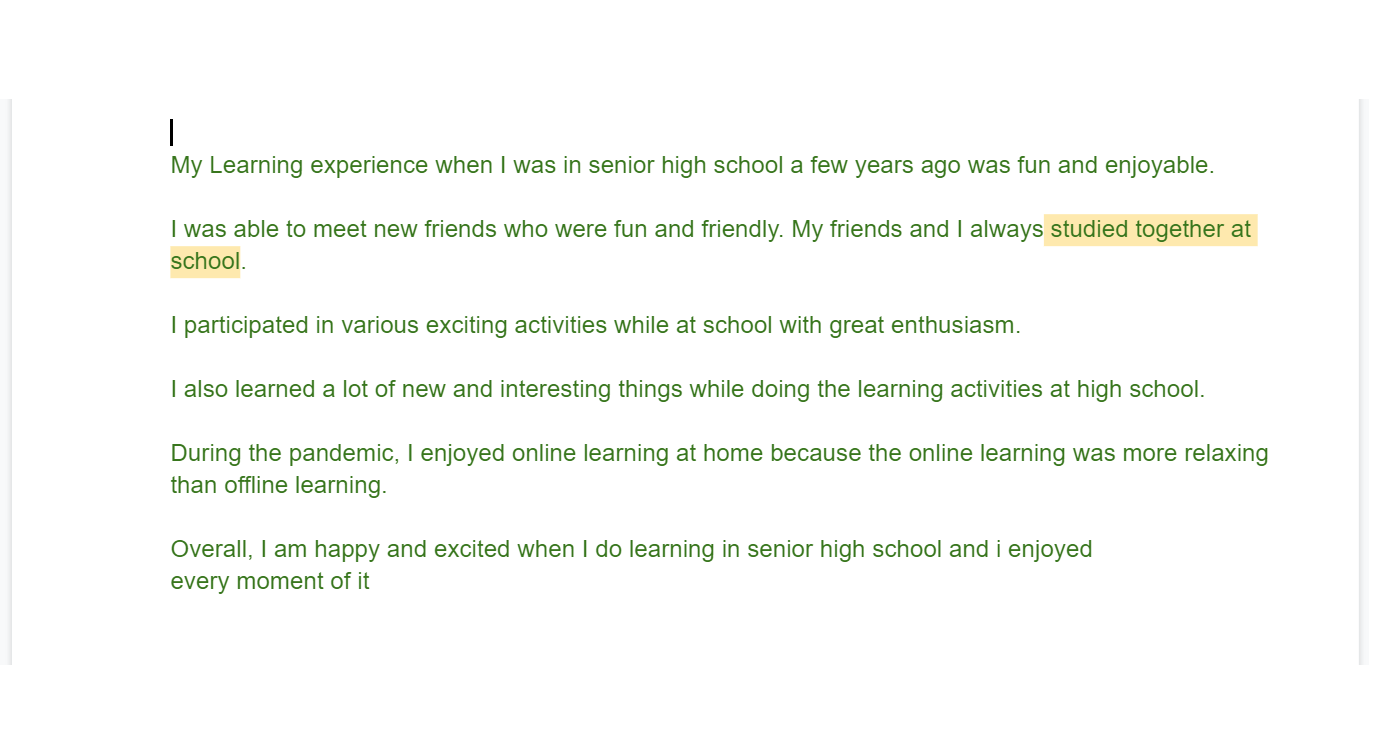 My Learning experience when I was in senior high school a few years ago was fun and enjoyable.
I was able to meet new friends who were fun and friendly. My friends and I always studied together at
school.
I participated in various exciting activities while at school with great enthusiasm.
I also learned a lot of new and interesting things while doing the learning activities at high school.
During the pandemic, I enjoyed online learning at home because the online learning was more relaxing
than offline learning.
Overall, I am happy and excited when I do learning in senior high school and i enjoyed
every moment of it